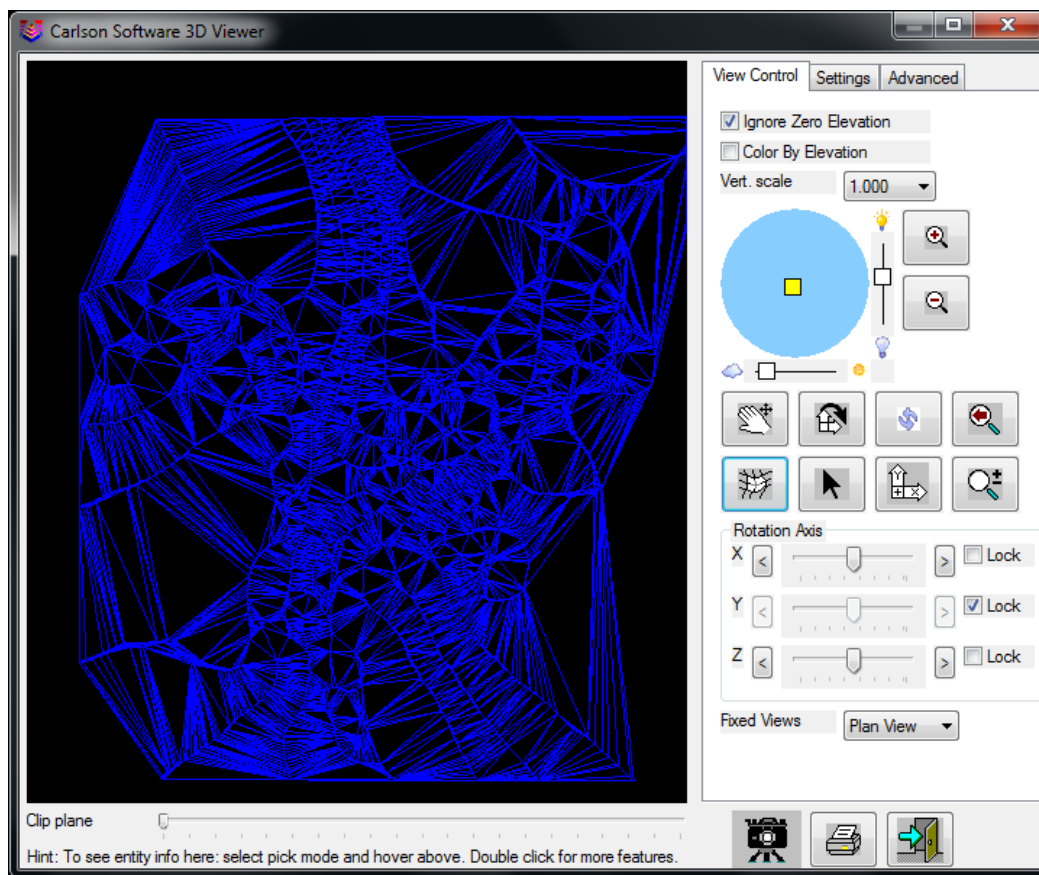 Carlson Software 3D Viewer
View Control
Settings
Advanced
Ignore Zero Elevation
Color By Elevation
Vert. scale
1.000
Y
X
Rotation Axis
X
<
>
Lock
Y
<
>
Lock
Z
<
>
Lock
Fixed Views
Plan View
Clip plane
Hint: To see entity info here: select pick mode and hover above. Double click for more features.